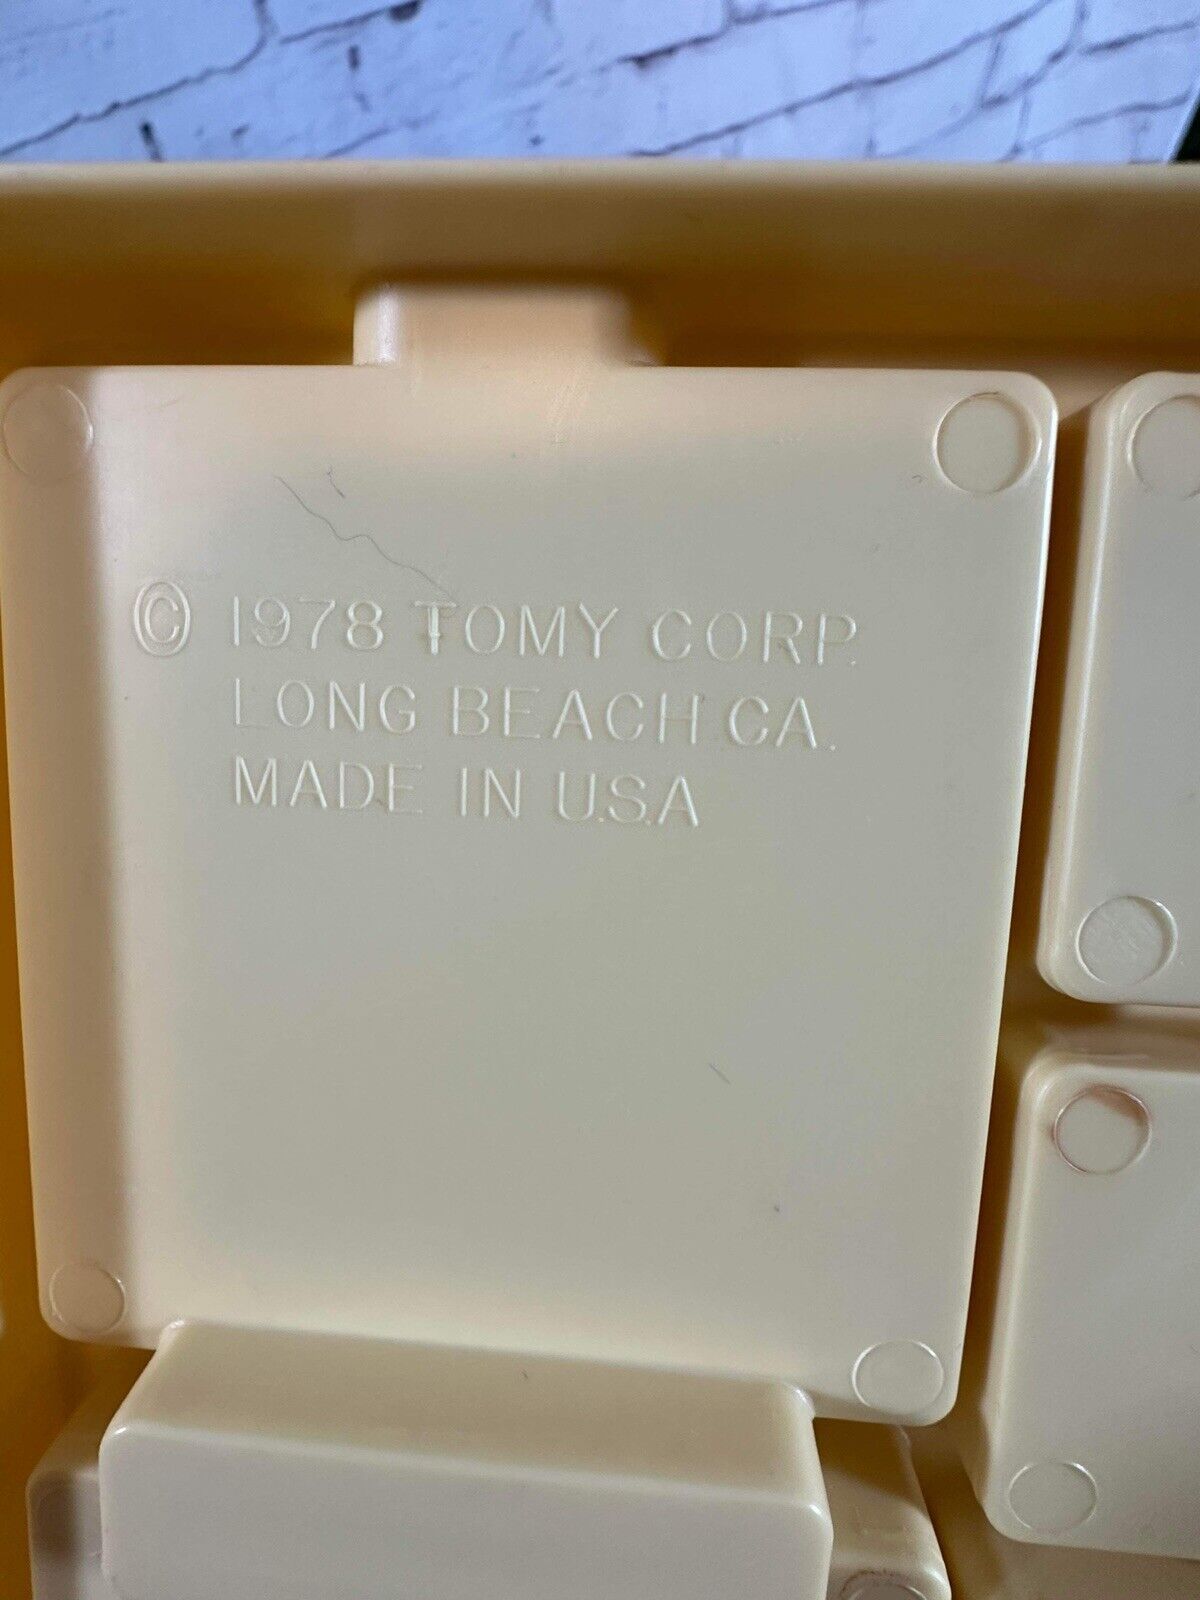 © 1978 TOMY CORP.
LONG BEACH CA.
MADE IN U.S.A